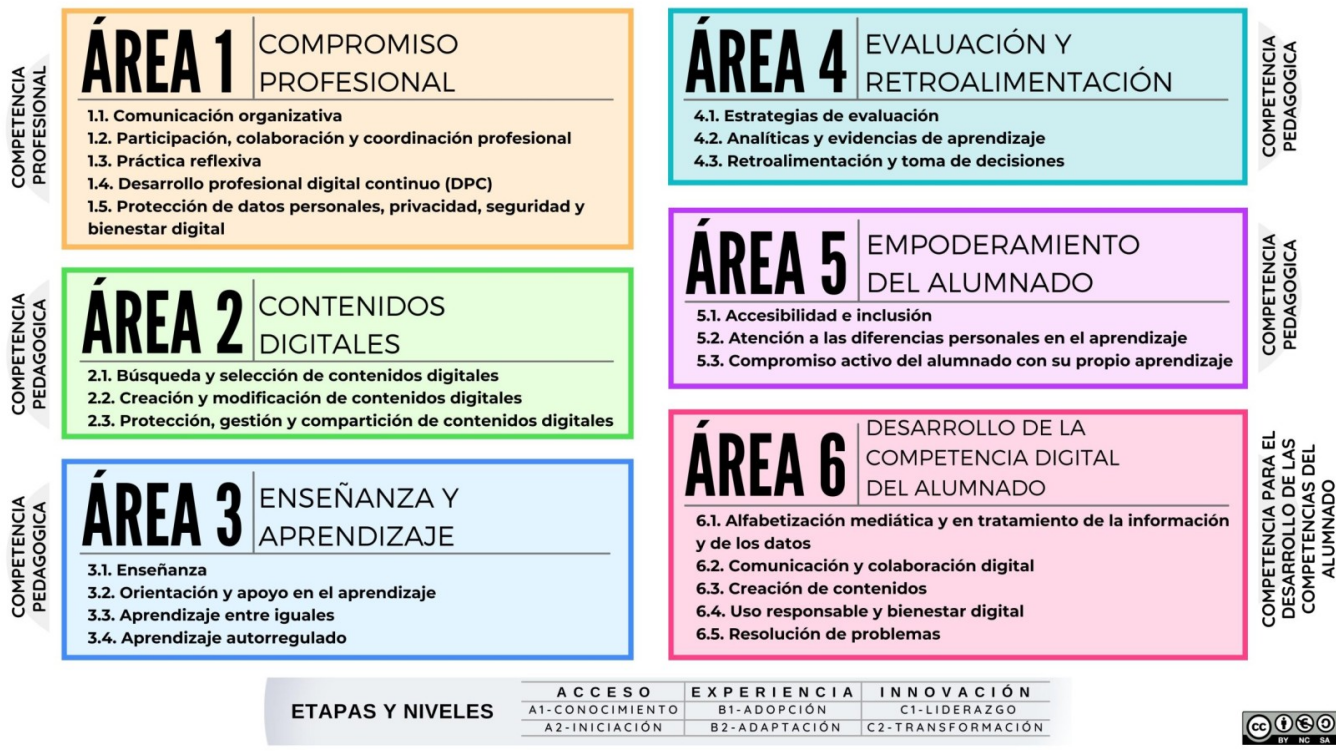 COMPETENCIA
PROFESIONAL
ÁREA 1
COMPROMISO
PROFESIONAL
1.1. Comunicación organizativa
1.2. Participación, colaboración y coordinación profesional
1.3. Práctica reflexiva
1.4. Desarrollo profesional digital continuo (DPC)
1.5. Protección de datos personales, privacidad, seguridad y
bienestar digital
COMPETENCIA
PEDAGOGICA
ÁREA 2
CONTENIDOS
DIGITALES
2.1. Búsqueda y selección de contenidos digitales
2.2. Creación y modificación de contenidos digitales
2.3. Protección, gestión y compartición de contenidos digitales
COMPETENCIA
PEDAGOGICA
ÁREA 3
ENSEÑANZA Y
APRENDIZAJE
3.1. Enseñanza
3.2. Orientación y apoyo en el aprendizaje
3.3. Aprendizaje entre iguales
3.4. Aprendizaje autorregulado
ÁREA 4
EVALUACIÓN Y
RETROALIMENTACIÓN
4.1. Estrategias de evaluación
4.2. Analíticas y evidencias de aprendizaje
4.3. Retroalimentación y toma de decisiones
COMPETENCIA
PEDAGOGICA
ÁREA 5
EMPODERAMIENTO
DEL ALUMNADO
5.1. Accesibilidad e inclusión
5.2. Atención a las diferencias personales en el aprendizaje
5.3. Compromiso activo del alumnado con su propio aprendizaje
COMPETENCIA
PEDAGOGICA
ÁREA 6
DESARROLLO DE LA
COMPETENCIA DIGITAL
DEL ALUMNADO
6.1. Alfabetización mediática y en tratamiento de la información
y de los datos
6.2. Comunicación y colaboración digital
6.3. Creación de contenidos
6.4. Uso responsable y bienestar digital
6.5. Resolución de problemas
COMPETENCIA PARA EL
DESARROLLO DE LAS
COMPETENCIAS DEL
ALUMNADO
ETAPAS Y NIVELES
ACCESO EXPERIENCIA INNOVACIÓN
A1-CONOCIMIENTO B1-ADOPCIÓN C1-LIDERAZGO
A2-INICIACIÓN B2-ADAPTACIÓN C2-TRANSFORMACIÓN
cc
BY NC SA